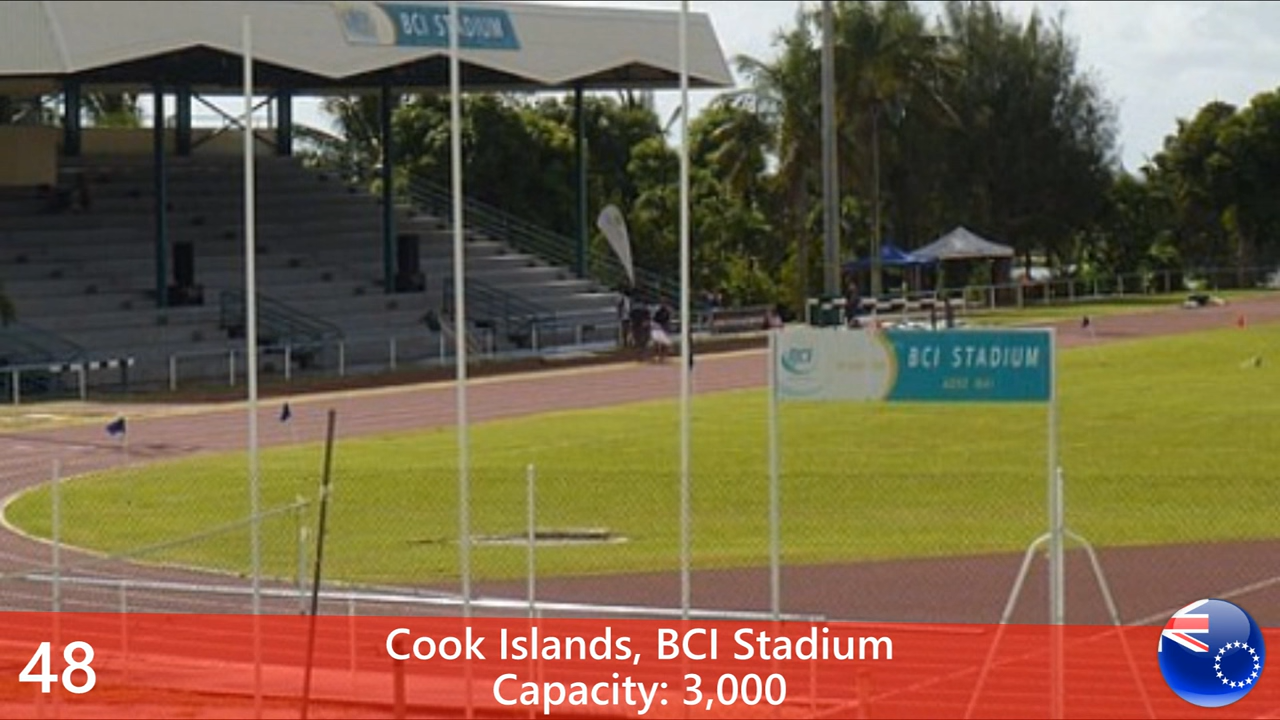 BCI STADIUM
BCI
BCI STADIUM
48
Cook Islands, BCI Stadium
Capacity: 3,000